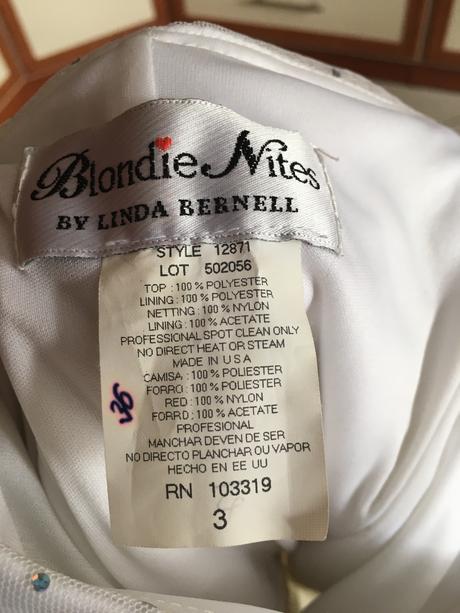 Blondie Nites
BY LINDA BERNELL
STYLE 12871
LOT 502056
TOP : 100 % POLYESTER
LINING : 100 % POLYESTER
NETTING : 100 % NYLON
LINING : 100 % ACETATE
PROFESSIONAL SPOT CLEAN ONLY
NO DIRECT HEAT OR STEAM
MADE IN U S A
CAMISA : 100 % POLIESTER
FORRO : 100 % POLIESTER
RED : 100 % NYLON
FORRD : 100 % ACETATE
PROFESIONAL
MANCHAR DEVEN DE SER
NO DIRECTO PLANCHAR OU VAPOR
HECHO EN EE UU
RN 103319
3
36